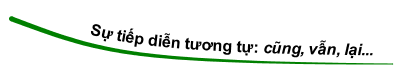 Sự tiếp diễn tương tự: cũng, vẫn, lại...